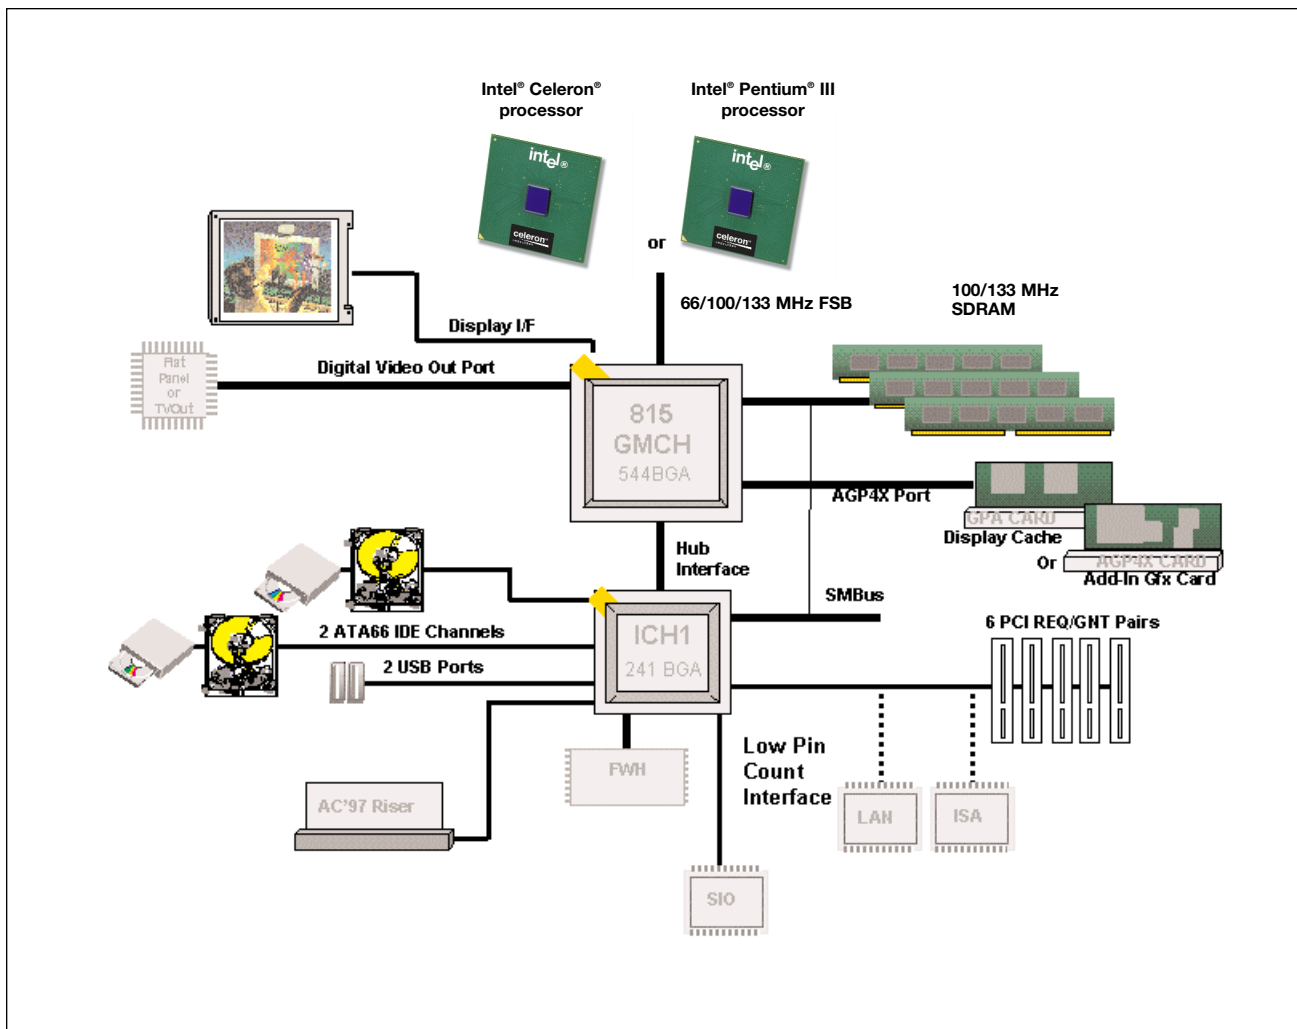 Intel® Celeron®
processor
Intel® Pentium® III
processor
intel®
intel®
celeron™
celeron™
or
66/100/133 MHz FSB
100/133 MHz
SDRAM
Display I/F
Digital Video Out Port
Flat
Panel
or
TVOut
815
GMCH
544BGA
AGP4X Port
GPA CARD
Display Cache
Or
AGP4X CARD
Add-In Gfx Card
Hub
Interface
SMBus
2 ATA66 IDE Channels
ICH1
241 BGA
6 PCI REQ/GNT Pairs
2 USB Ports
FWH
Low Pin
Count
Interface
AC'97 Riser
LAN
ISA
SIO